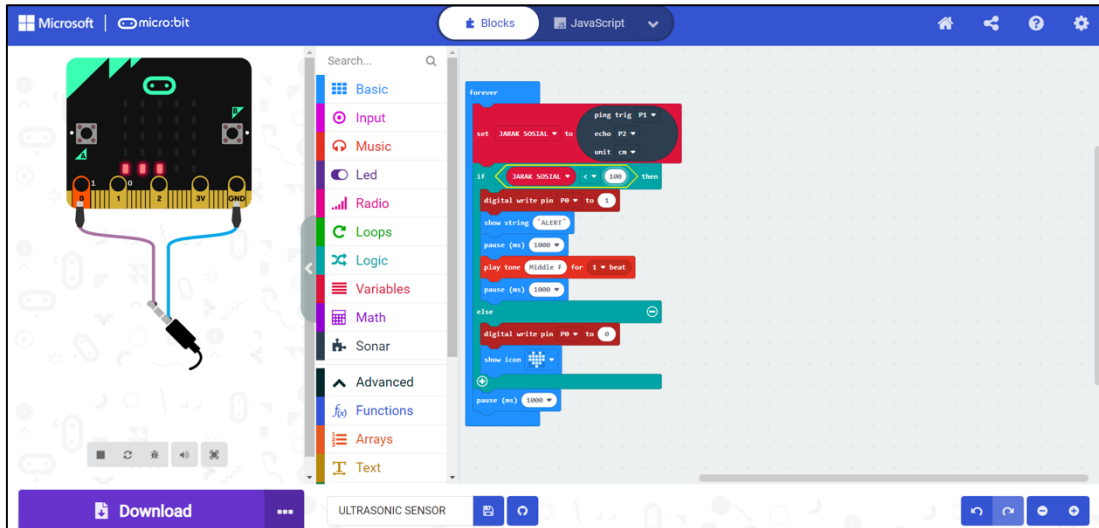 Microsoft micro:bit Blocks JavaScript
Search...
Basic
Input
Music
Led
Radio
Loops
Logic
Variables
Math
Sonar
Advanced
Functions
Arrays
Text
A
B
0 1 2 3V GND
1 0
forever
set JARAK SOSIAL to
ping trig P1
echo P2
unit cm
if JARAK SOSIAL < 100 then
digital write pin P0 to 1
show string "ALERT"
pause (ms) 1000
play tone Middle F for 1 beat
pause (ms) 1000
else
digital write pin P0 to 0
show icon
pause (ms) 1000
Download
ULTRASONIC SENSOR